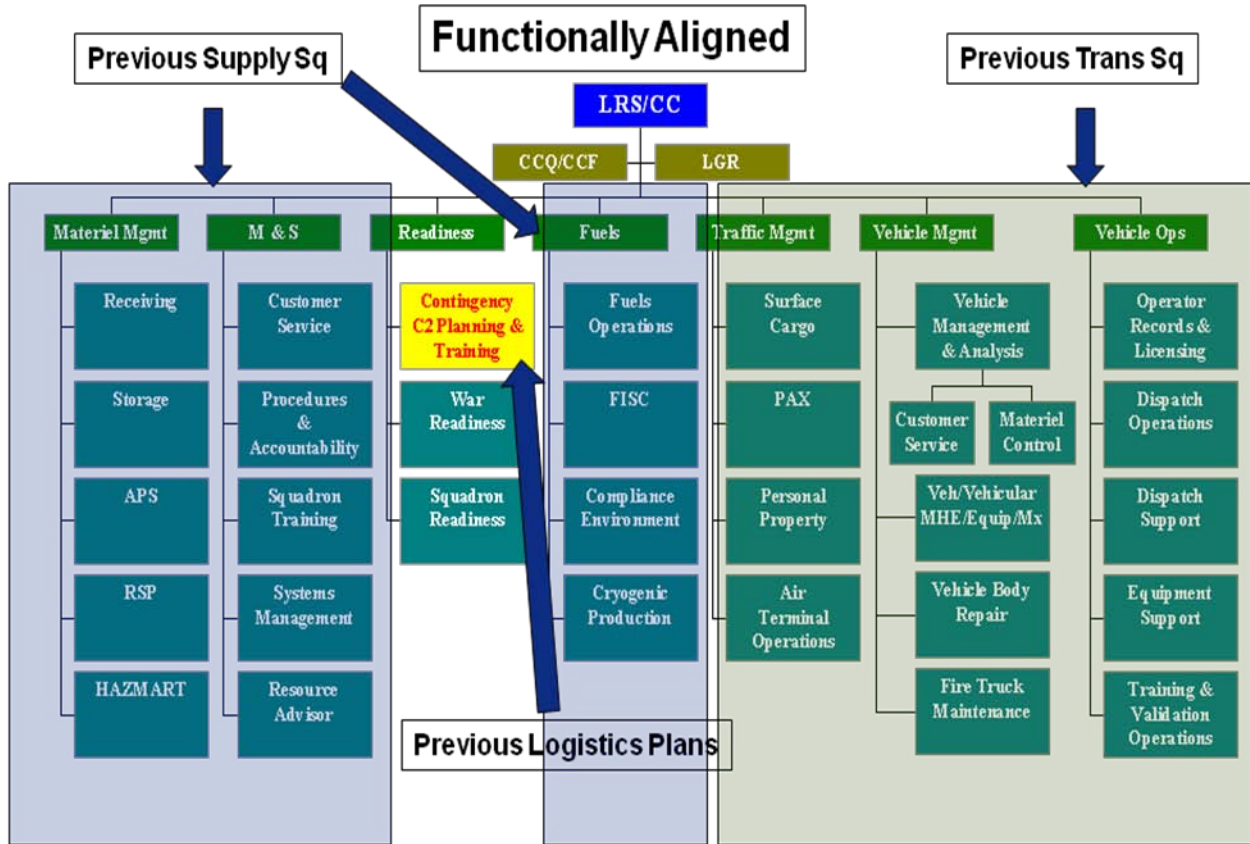 Functionally Aligned
Previous Supply Sq
Previous Trans Sq
LRS/CC
CCQ/CCF
LGR
Materiel Mgmt
M & S
Readiness
Fuels
Traffic Mgmt
Vehicle Mgmt
Vehicle Ops
Receiving
Storage
APS
RSP
HAZMART
Customer
Service
Procedures
&
Accountability
Squadron
Training
Systems
Management
Resource
Advisor
Contingency
C2 Planning &
Training
War
Readiness
Squadron
Readiness
Previous Logistics Plans
Fuels
Operations
FISC
Compliance
Environment
Cryogenic
Production
Surface
Cargo
PAX
Personal
Property
Air
Terminal
Operations
Vehicle
Management
& Analysis
Customer
Service
Materiel
Control
Veh/Vehicular
MHE/Equip/Mx
Vehicle Body
Repair
Fire Truck
Maintenance
Operator
Records &
Licensing
Dispatch
Operations
Dispatch
Support
Equipment
Support
Training &
Validation
Operations